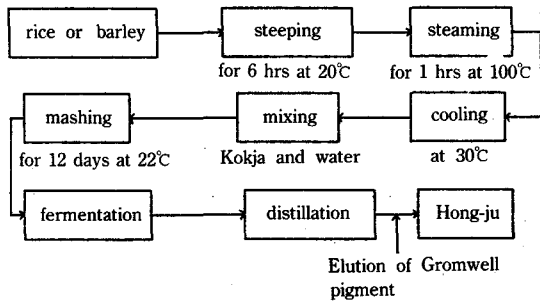 rice or barley
steeping
steaming
for 6 hrs at 20℃
for 1 hrs at 100℃
mashing
mixing
cooling
for 12 days at 22℃
Kokja and water
at 30℃
fermentation
distillation
Hong-ju
Elution of Gromwell
pigment